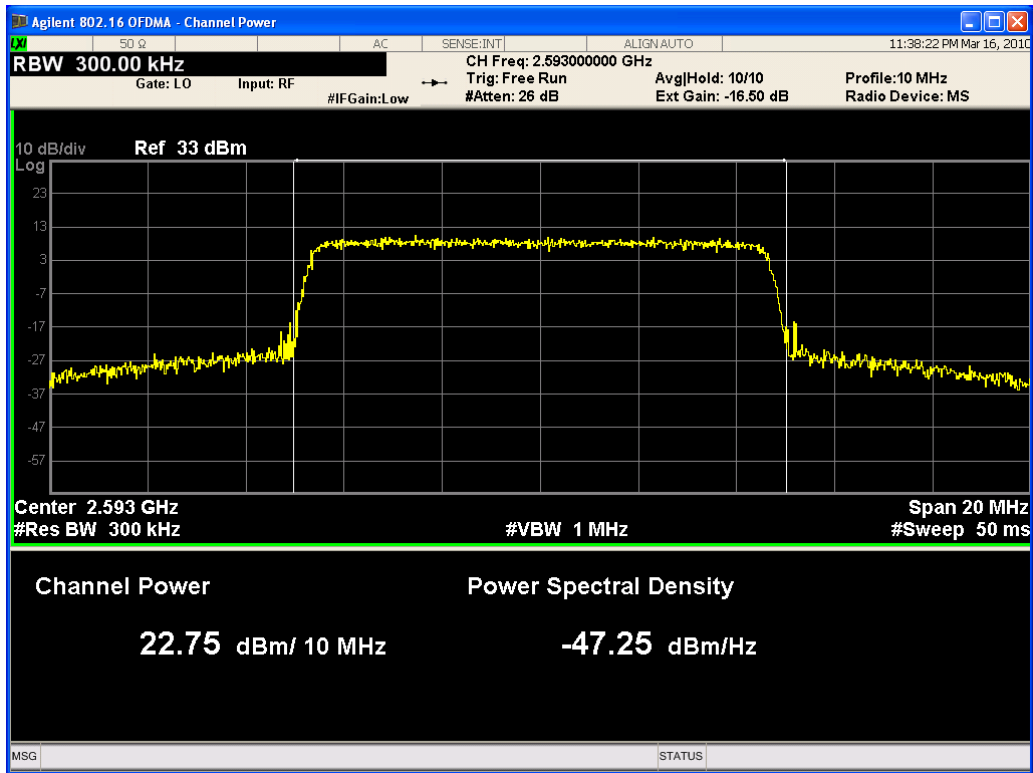 Agilent 802.16 OFDMA - Channel Power
LXI 50 Ω AC SENSE:INT ALIGN AUTO 11:38:22 PM Mar 16, 2010
RBW 300.00 kHz
Gate: LO Input: RF #IFGain:Low
CH Freq: 2.593000000 GHz
Trig: Free Run Avg|Hold: 10/10 Profile:10 MHz
#Atten: 26 dB Ext Gain: -16.50 dB Radio Device: MS
10 dB/div Ref 33 dBm
Log
23
13
3
-7
-17
-27
-37
-47
-57
Center 2.593 GHz Span 20 MHz
#Res BW 300 kHz #VBW 1 MHz #Sweep 50 ms
Channel Power Power Spectral Density
22.75 dBm/ 10 MHz -47.25 dBm/Hz
MSG STATUS